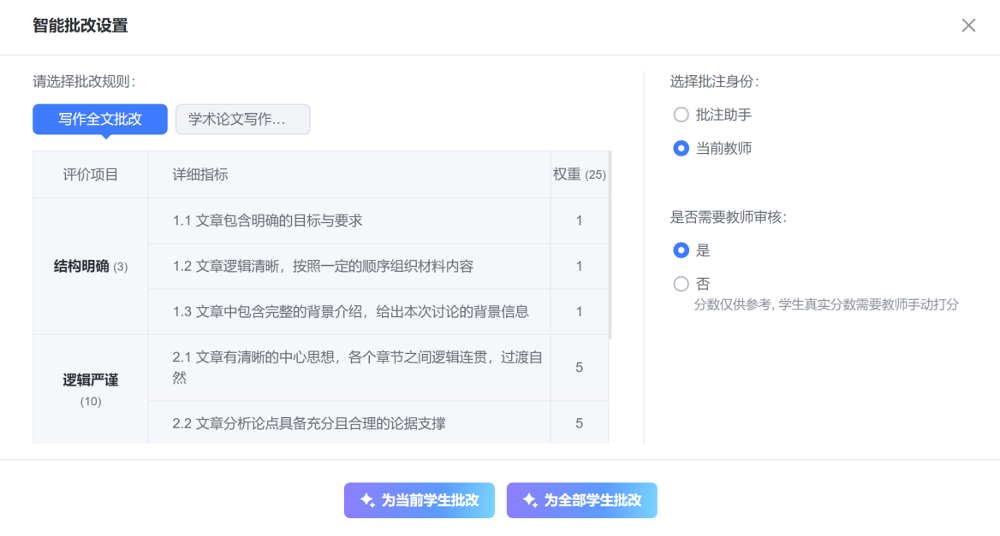 智能批改设置
请选择批改规则：
写作全文批改
学术论文写作...
评价项目
详细指标
权重 (25)
结构明确 (3)
1.1 文章包含明确的目标与要求
1
1.2 文章逻辑清晰，按照一定的顺序组织材料内容
1
1.3 文章中包含完整的背景介绍，给出本次讨论的背景信息
1
逻辑严谨
(10)
2.1 文章有清晰的中心思想，各个章节之间逻辑连贯，过渡自
然
5
2.2 文章分析论点具备充分且合理的论据支撑
5
选择批注身份：
批注助手
当前教师
是否需要教师审核：
是
否
分数仅供参考, 学生真实分数需要教师手动打分
为当前学生批改
为全部学生批改